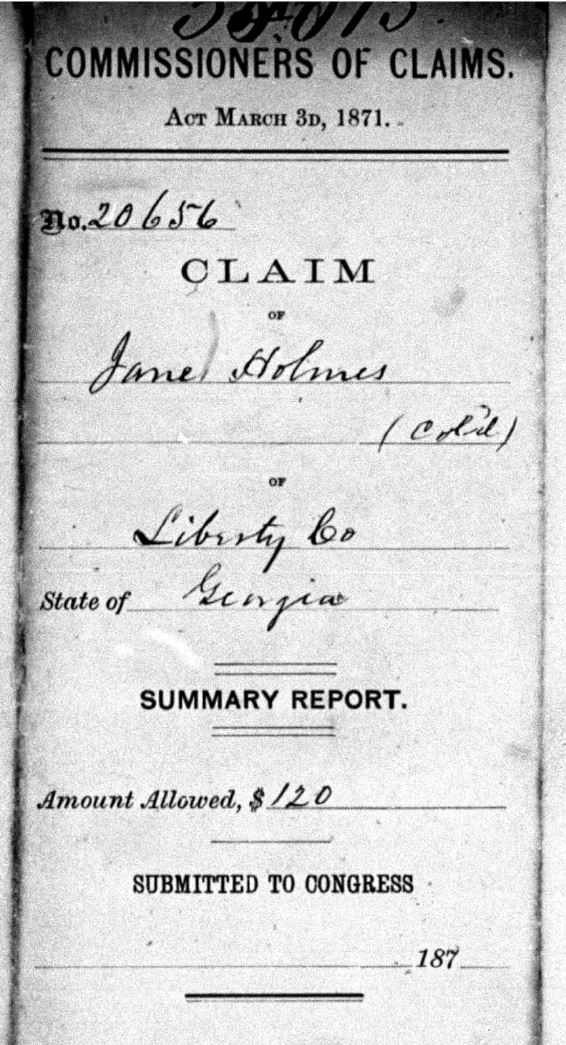 COMMISSIONERS OF CLAIMS.
ACT MARCH 3D, 1871.
No. 20656
CLAIM
OF
Jane Holmes
(Col'd)
OF
Liberty Co
State of Georgia
SUMMARY REPORT.
Amount Allowed, $ 120
SUBMITTED TO CONGRESS
187